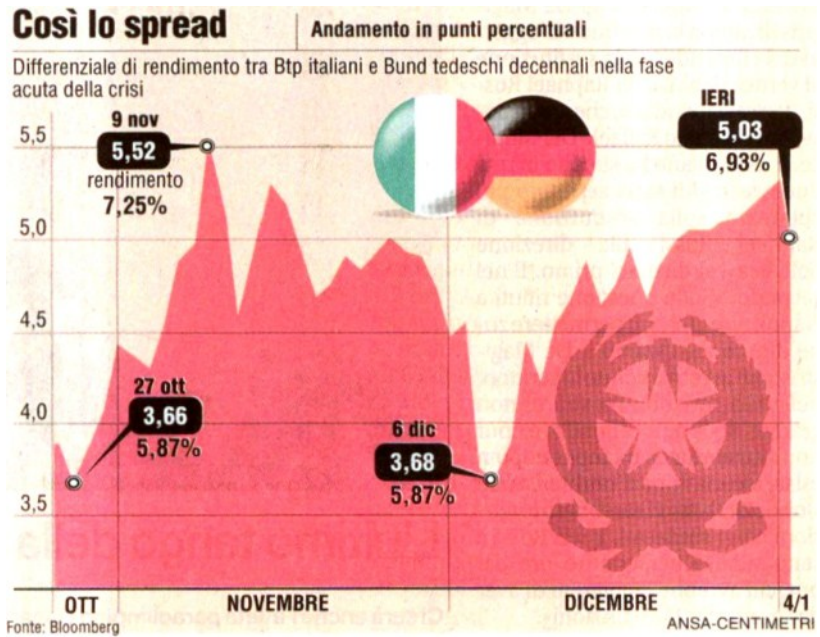 Così lo spread
Andamento in punti percentuali
Differenziale di rendimento tra Btp italiani e Bund tedeschi decennali nella fase
acuta della crisi
9 nov
5,52
rendimento
7,25%
IERI
5,03
6,93%
5,5
5,0
4,5
4,0
3,5
27 ott
3,66
5,87%
6 dic
3,68
5,87%
OTT
NOVEMBRE
DICEMBRE
4/1
Fonte: Bloomberg
ANSA-CENTIMETRI